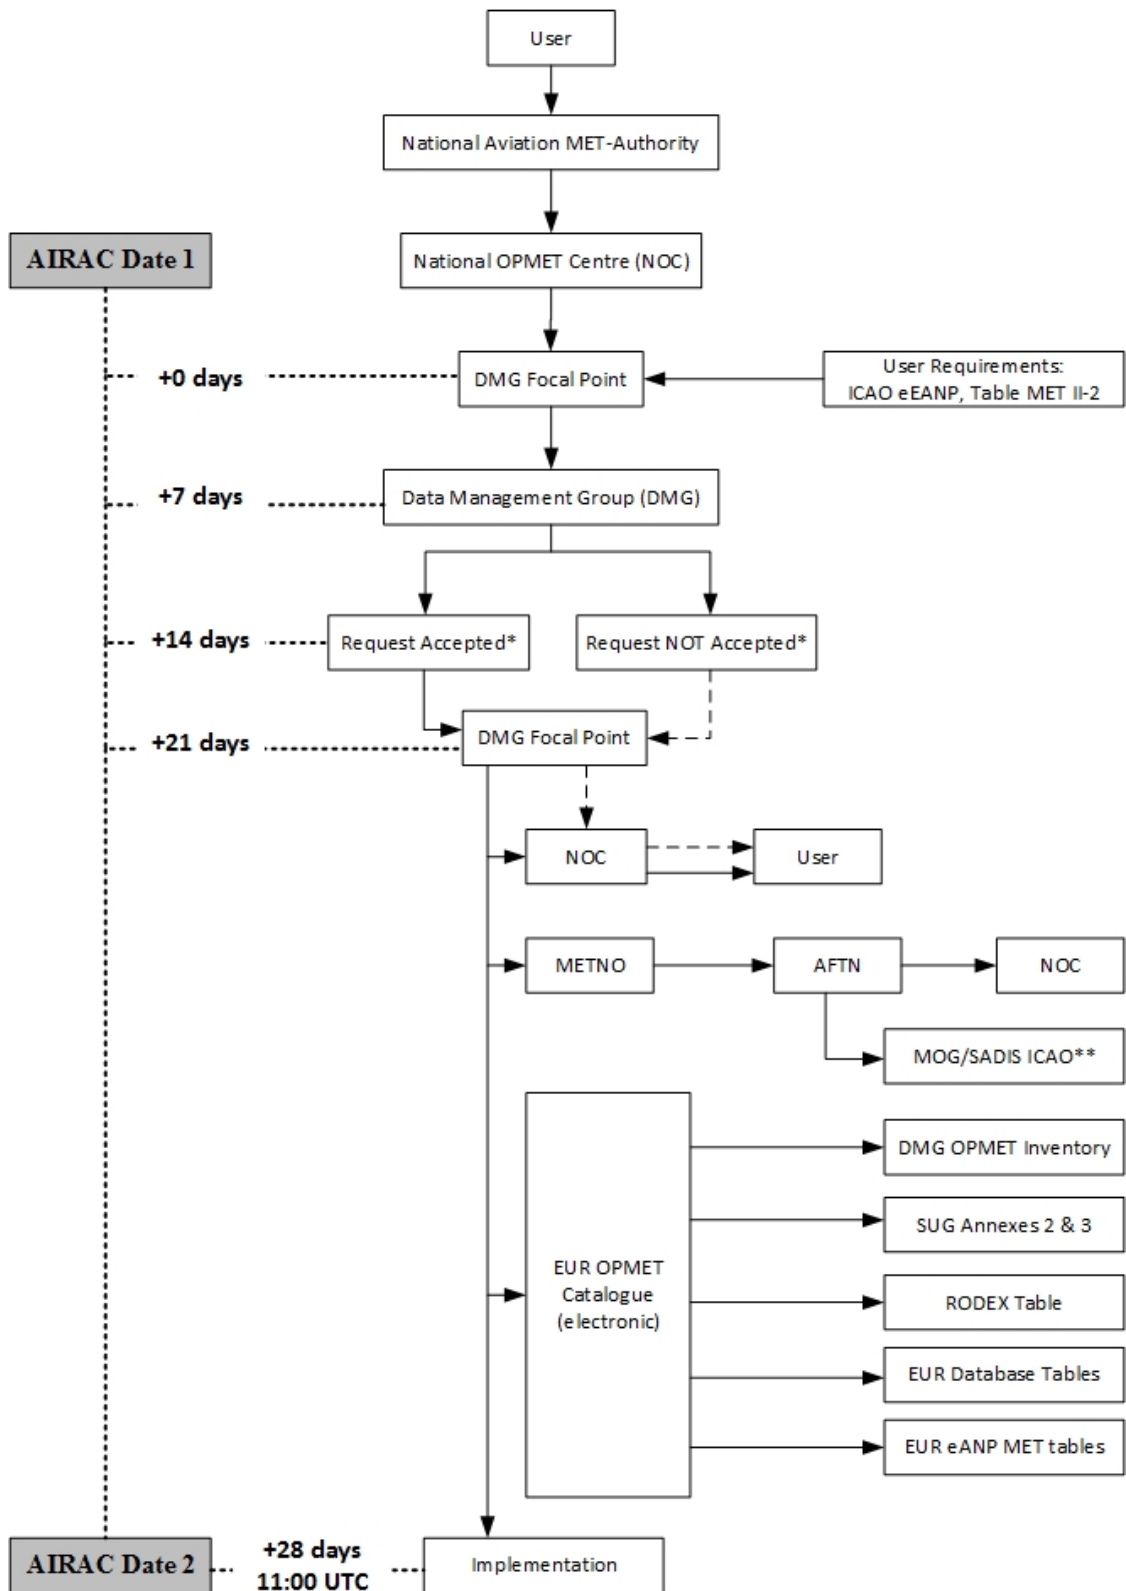 User
National Aviation MET-Authority
AIRAC Date 1
National OPMET Centre (NOC)
+0 days
DMG Focal Point
User Requirements:
ICAO eEANP, Table MET II-2
+7 days
Data Management Group (DMG)
+14 days
Request Accepted*
Request NOT Accepted*
+21 days
DMG Focal Point
NOC
User
METNO
AFTN
NOC
MOG/SADIS ICAO**
DMG OPMET Inventory
SUG Annexes 2 & 3
EUR OPMET
Catalogue
(electronic)
RODEX Table
EUR Database Tables
EUR eANP MET tables
AIRAC Date 2
+28 days
11:00 UTC
Implementation